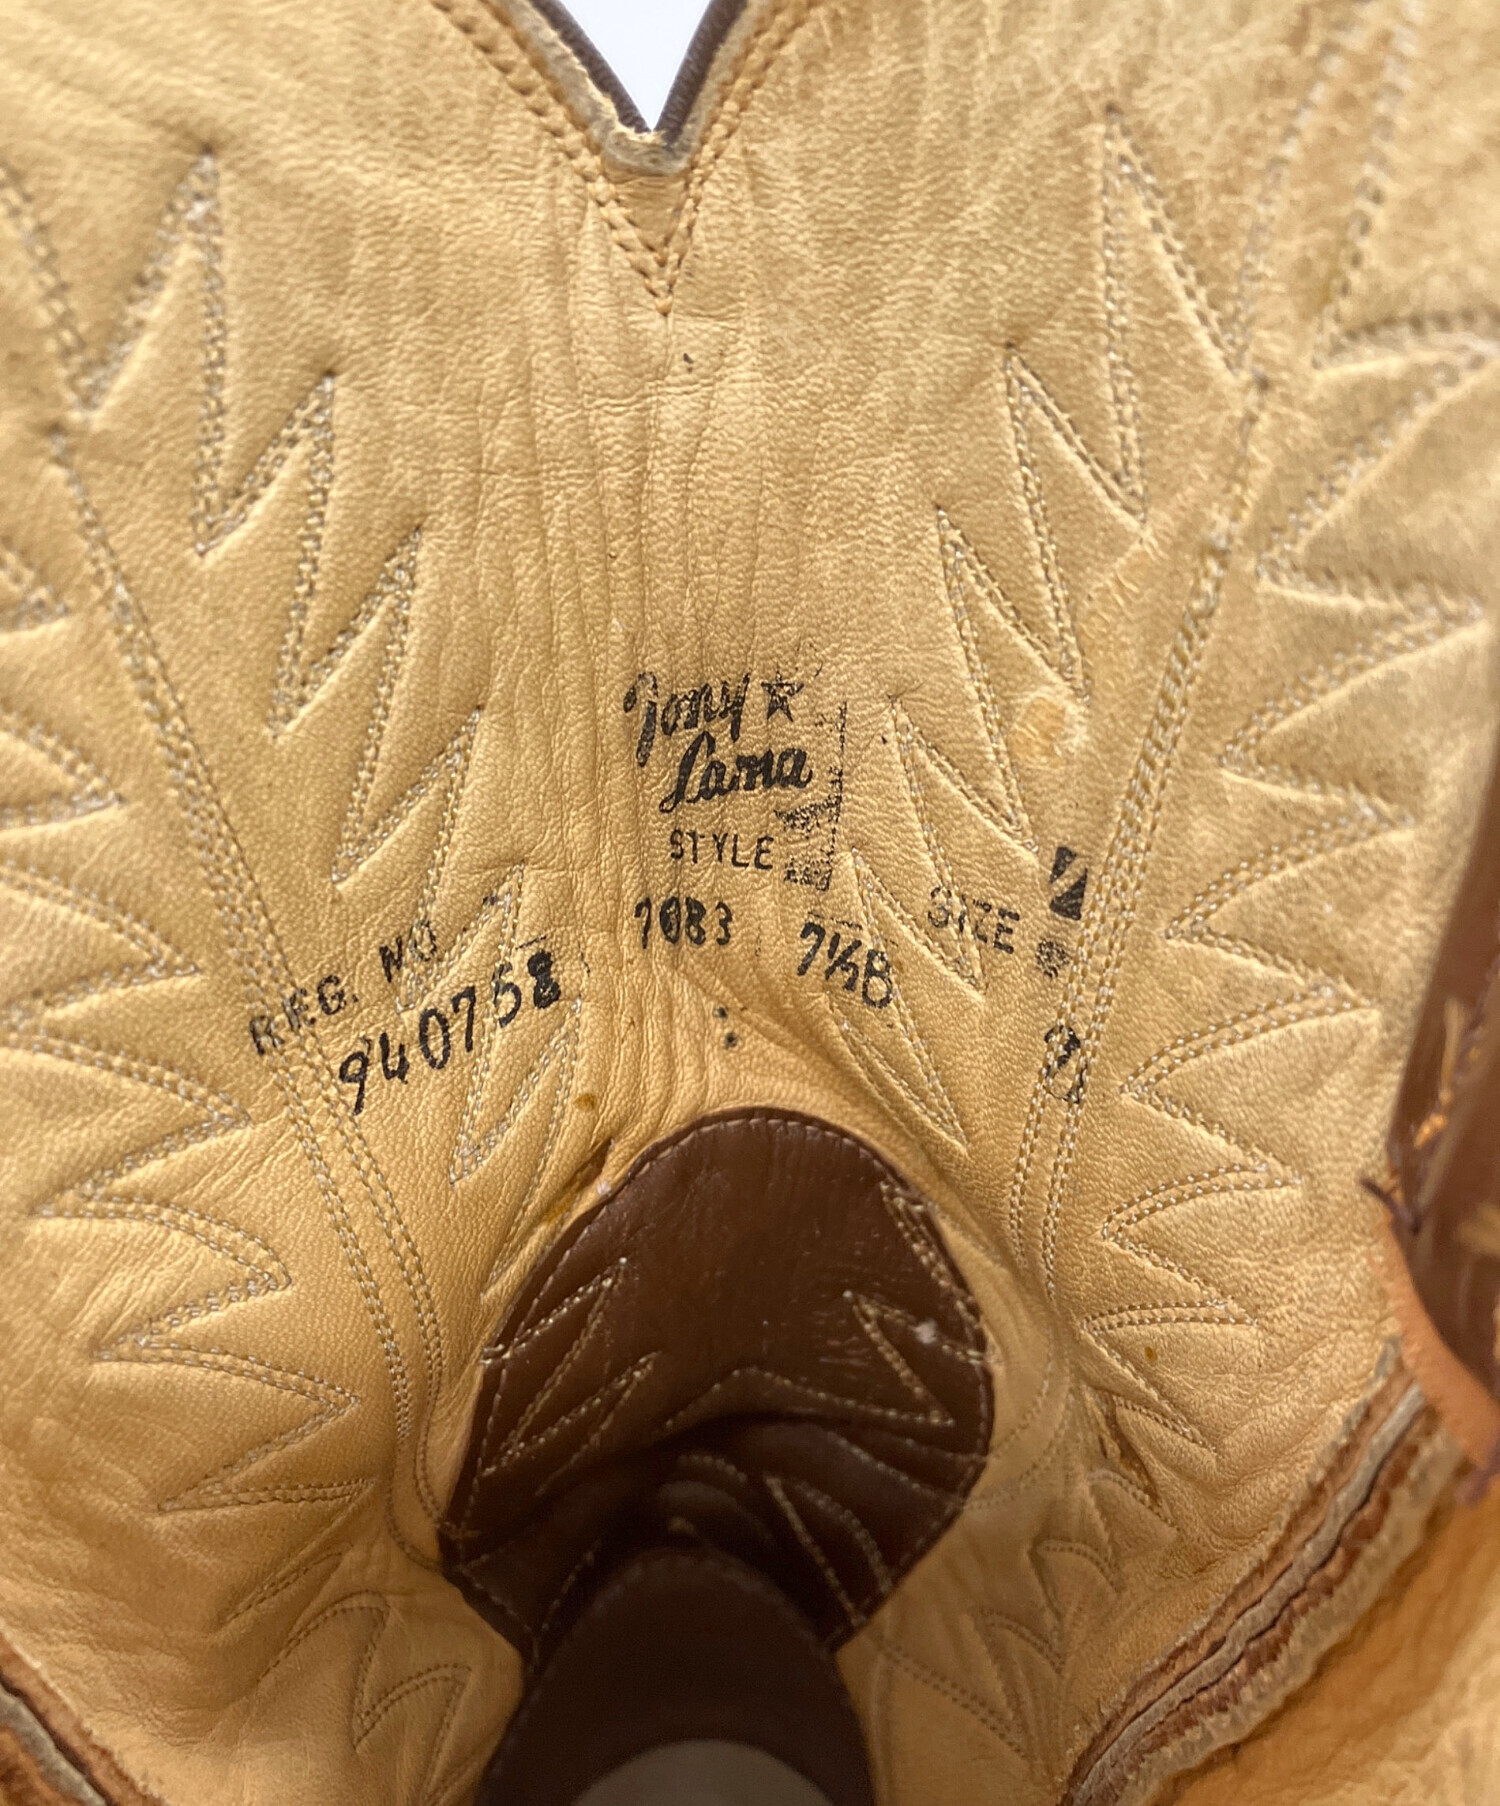 Tony
Lama
STYLE
7083
REG. NO
940758
SIZE
7½B